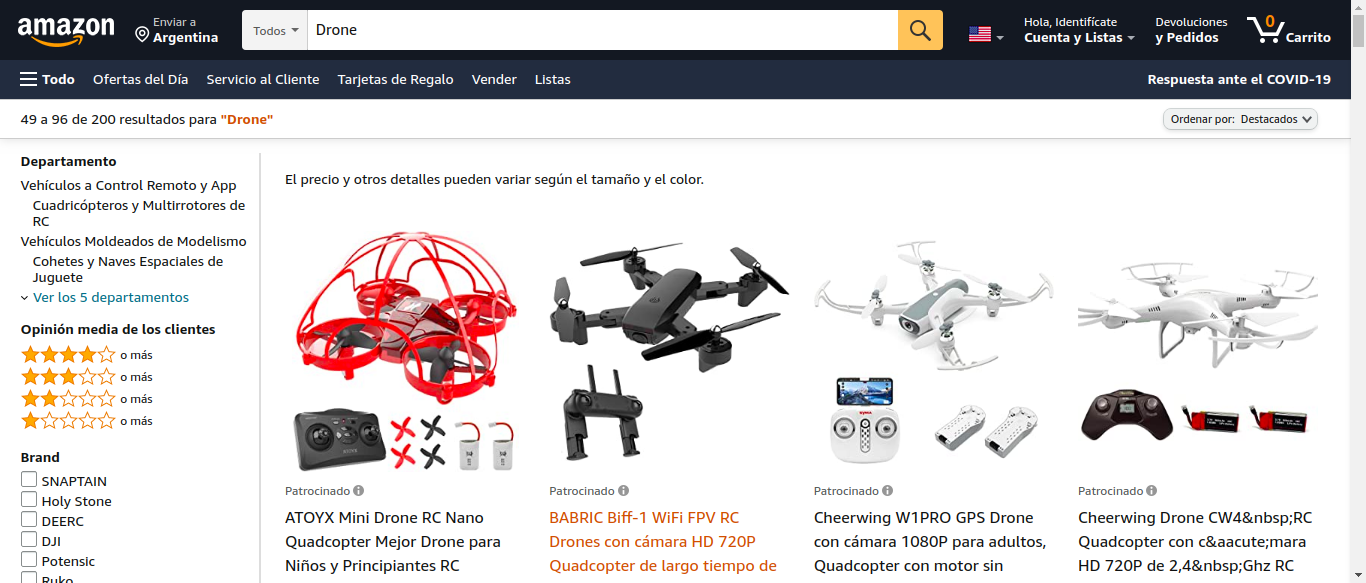 amazon
Enviar a
Argentina
Todos
Drone
Hola, Identifícate
Cuenta y Listas
Devoluciones
y Pedidos
0
Carrito
Todo
Ofertas del Día
Servicio al Cliente
Tarjetas de Regalo
Vender
Listas
Respuesta ante el COVID-19
49 a 96 de 200 resultados para "Drone"
Ordenar por: Destacados
Departamento
Vehículos a Control Remoto y App
Cuadricópteros y Multirrotores de
RC
Vehículos Moldeados de Modelismo
Cohetes y Naves Espaciales de
Juguete
Ver los 5 departamentos
Opinión media de los clientes
o más
o más
o más
o más
Brand
SNAPTAIN
Holy Stone
DEERC
DJI
Potensic
Ruko
El precio y otros detalles pueden variar según el tamaño y el color.
Patrocinado
ATOYX Mini Drone RC Nano
Quadcopter Mejor Drone para
Niños y Principiantes RC
Patrocinado
BABRIC Biff-1 WiFi FPV RC
Drones con cámara HD 720P
Quadcopter de largo tiempo de
Patrocinado
Cheerwing W1PRO GPS Drone
con cámara 1080P para adultos,
Quadcopter con motor sin
Patrocinado
Cheerwing Drone CW4&nbsp;RC
Quadcopter con c&aacute;mara
HD 720P de 2,4&nbsp;Ghz RC